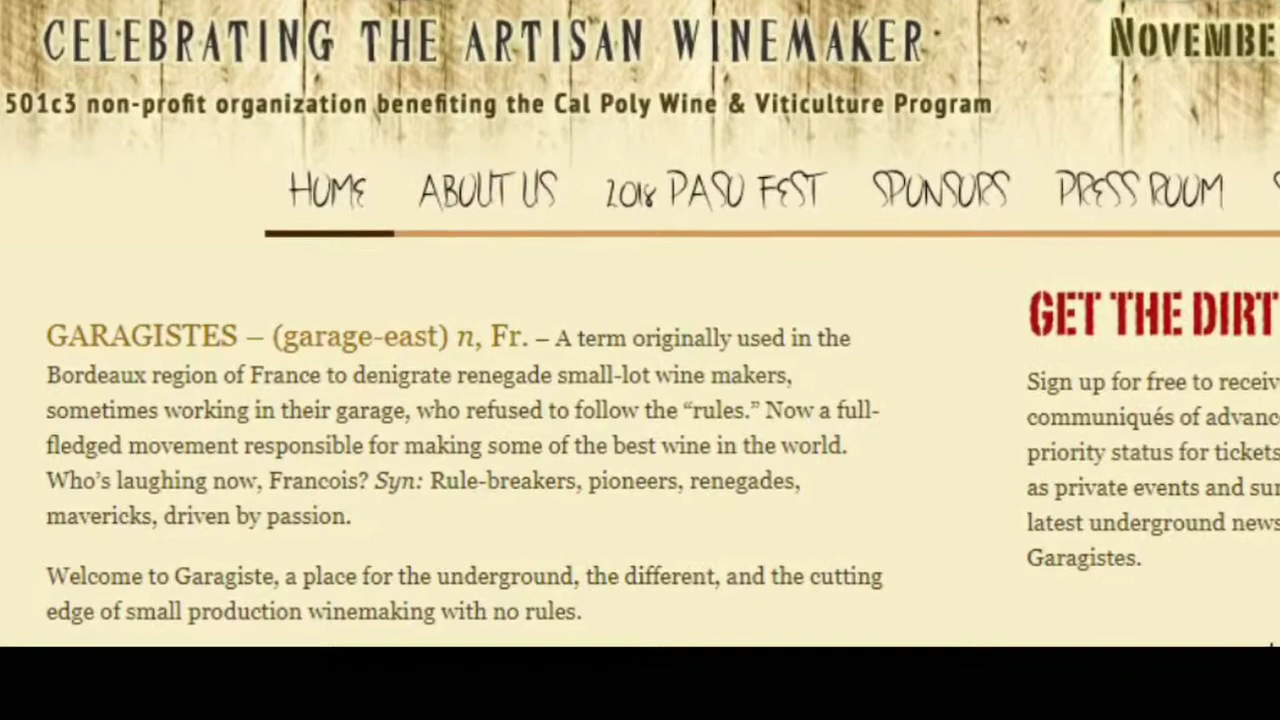 CELEBRATING THE ARTISAN WINEMAKER
501c3 non-profit organization benefiting the Cal Poly Wine & Viticulture Program
HOME ABOUT US 2018 PASO FEST SPONSORS PRESS ROOM
GARAGISTES – (garage-east) n, Fr. – A term originally used in the
Bordeaux region of France to denigrate renegade small-lot wine makers,
sometimes working in their garage, who refused to follow the “rules.” Now a full-
fledged movement responsible for making some of the best wine in the world.
Who’s laughing now, Francois? Syn: Rule-breakers, pioneers, renegades,
mavericks, driven by passion.
Welcome to Garagiste, a place for the underground, the different, and the cutting
edge of small production winemaking with no rules.
GET THE DIRT
Sign up for free to
communiqués of
priority status for tickets
as private events and
latest underground news
Garagistes.